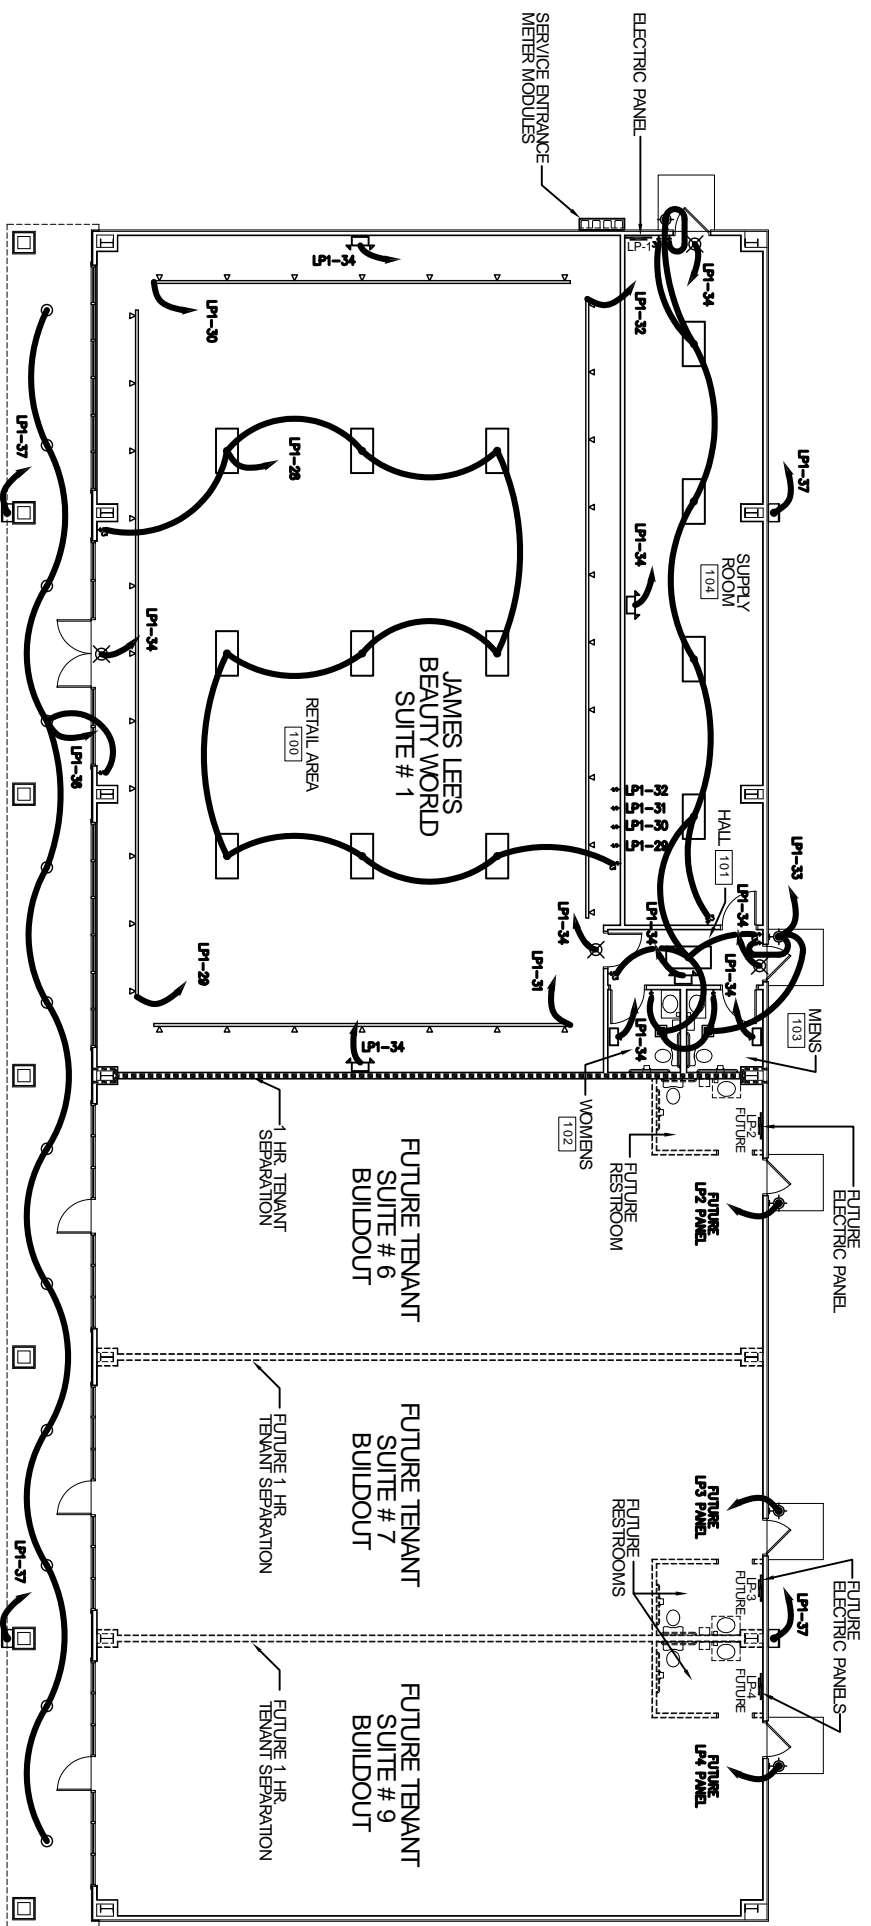 SERVICE ENTRANCE
METER MODULES
ELECTRIC PANEL
LP-1
LP1-34
LP1-34
LP1-30
LP1-32
LP1-37
LP1-28
LP1-34
LP1-37
SUPPLY
ROOM
104
LP1-34
LP1-36
RETAIL AREA
100
JAMES LEE'S
BEAUTY WORLD
SUITE # 1
LP1-32
LP1-31
LP1-30
LP1-29
HALL
101
LP1-33
LP1-34
LP1-34
LP1-34
LP1-29
LP1-31
LP1-34
LP1-34
LP1-34
MENS
103
WOMENS
102
1 HR. TENANT
SEPARATION
FUTURE
RESTROOM
LP-2
FUTURE
FUTURE
ELECTRIC PANEL
FUTURE
LP2 PANEL
FUTURE TENANT
SUITE # 6
BUILDOUT
FUTURE 1 HR.
TENANT SEPARATION
FUTURE TENANT
SUITE # 7
BUILDOUT
FUTURE
LP3 PANEL
FUTURE
RESTROOMS
LP-3
FUTURE
FUTURE
ELECTRIC PANELS
LP1-37
LP1-37
LP-4
FUTURE
FUTURE
LP4 PANEL
FUTURE 1 HR.
TENANT SEPARATION
FUTURE TENANT
SUITE # 9
BUILDOUT